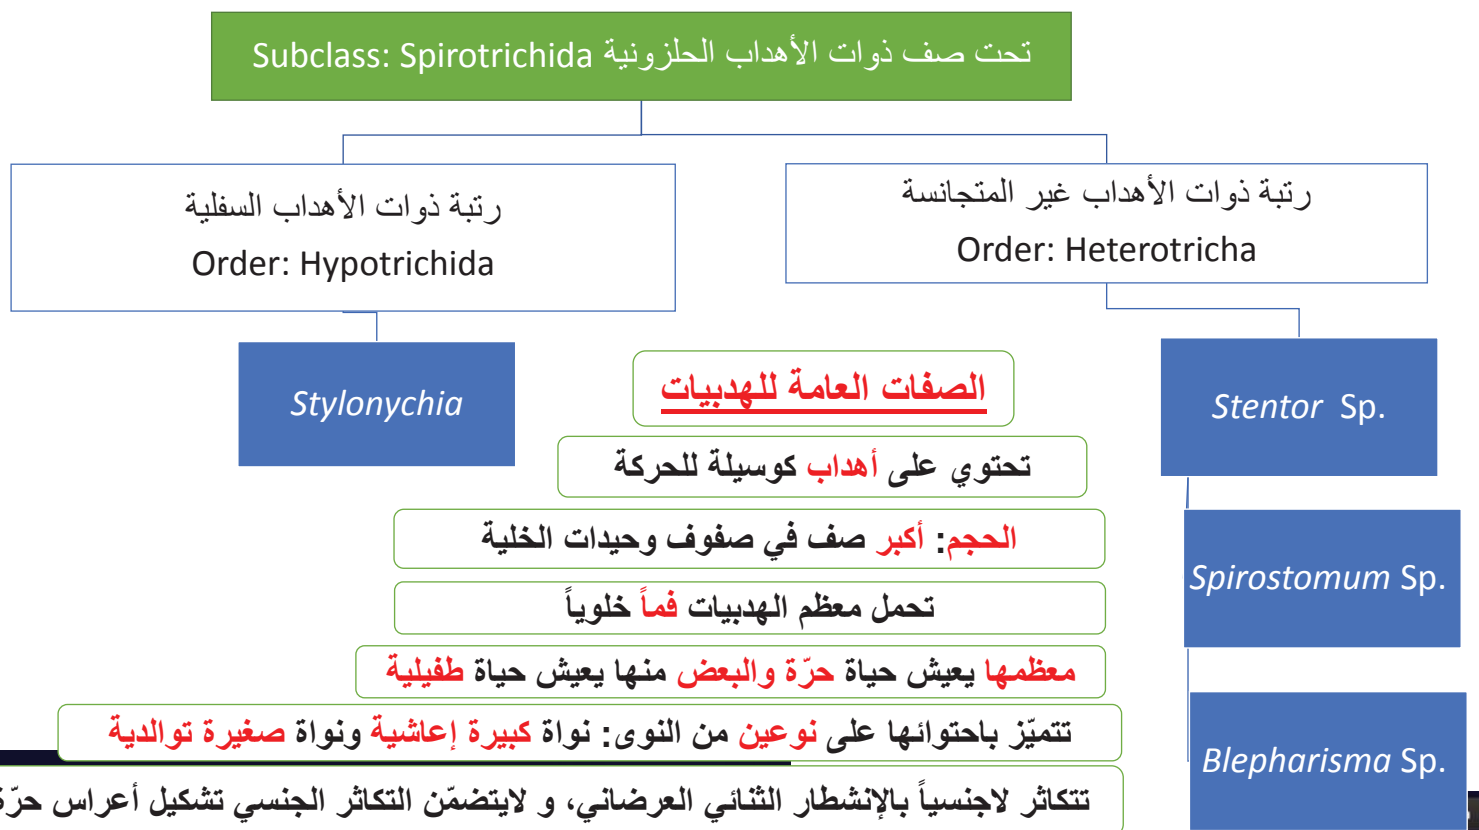 تحت صف ذوات الأهداب الحلزونية Subclass: Spirotrichida
رتبة ذوات الأهداب غير المتجانسة
Order: Heterotricha
رتبة ذوات الأهداب السفلية
Order: Hypotrichida
Stentor Sp.
Spirostomum Sp.
Blepharisma Sp.
Stylonychia
الصفات العامة للهدبيات
تحتوي على أهداب كوسيلة للحركة
الحجم: أكبر صف في صفوف وحيدات الخلية
تحمل معظم الهدبيات فماً خلوياً
معظمها يعيش حياة حرّة والبعض منها يعيش حياة طفيلية
تتميّز باحتوائها على نوعين من النوى: نواة كبيرة إعاشية ونواة صغيرة توالدية
تتكاثر لاجنسياً بالإنشطار الثنائي العرضاني، و لايتضمّن التكاثر الجنسي تشكيل أعراس حرّة